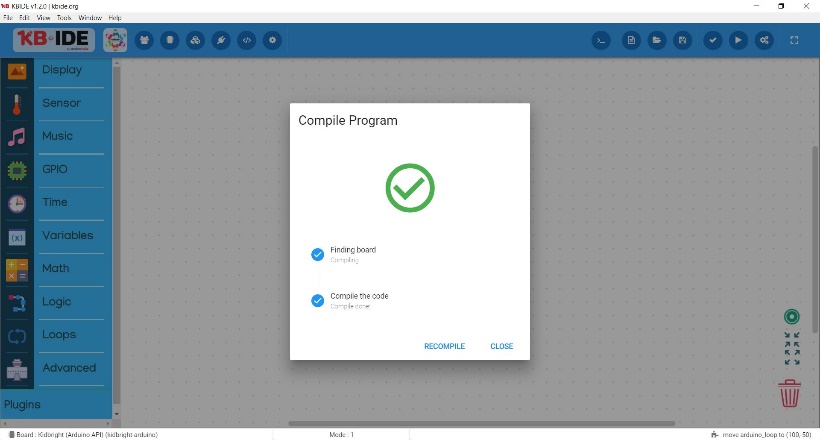 KB KBIDE v1.2.0 | kbide.org
File Edit View Tools Window Help
KB IDE
Display
Sensor
Music
GPIO
Time
Variables
Math
Logic
Loops
Advanced
Plugins
Compile Program
Finding board
Compiling
Compile the code
Compile done!
RECOMPILE CLOSE
Board : Kidbright (Arduino API) (kidbright-arduino) Mode : 1 move arduino_loop to (100,-50)